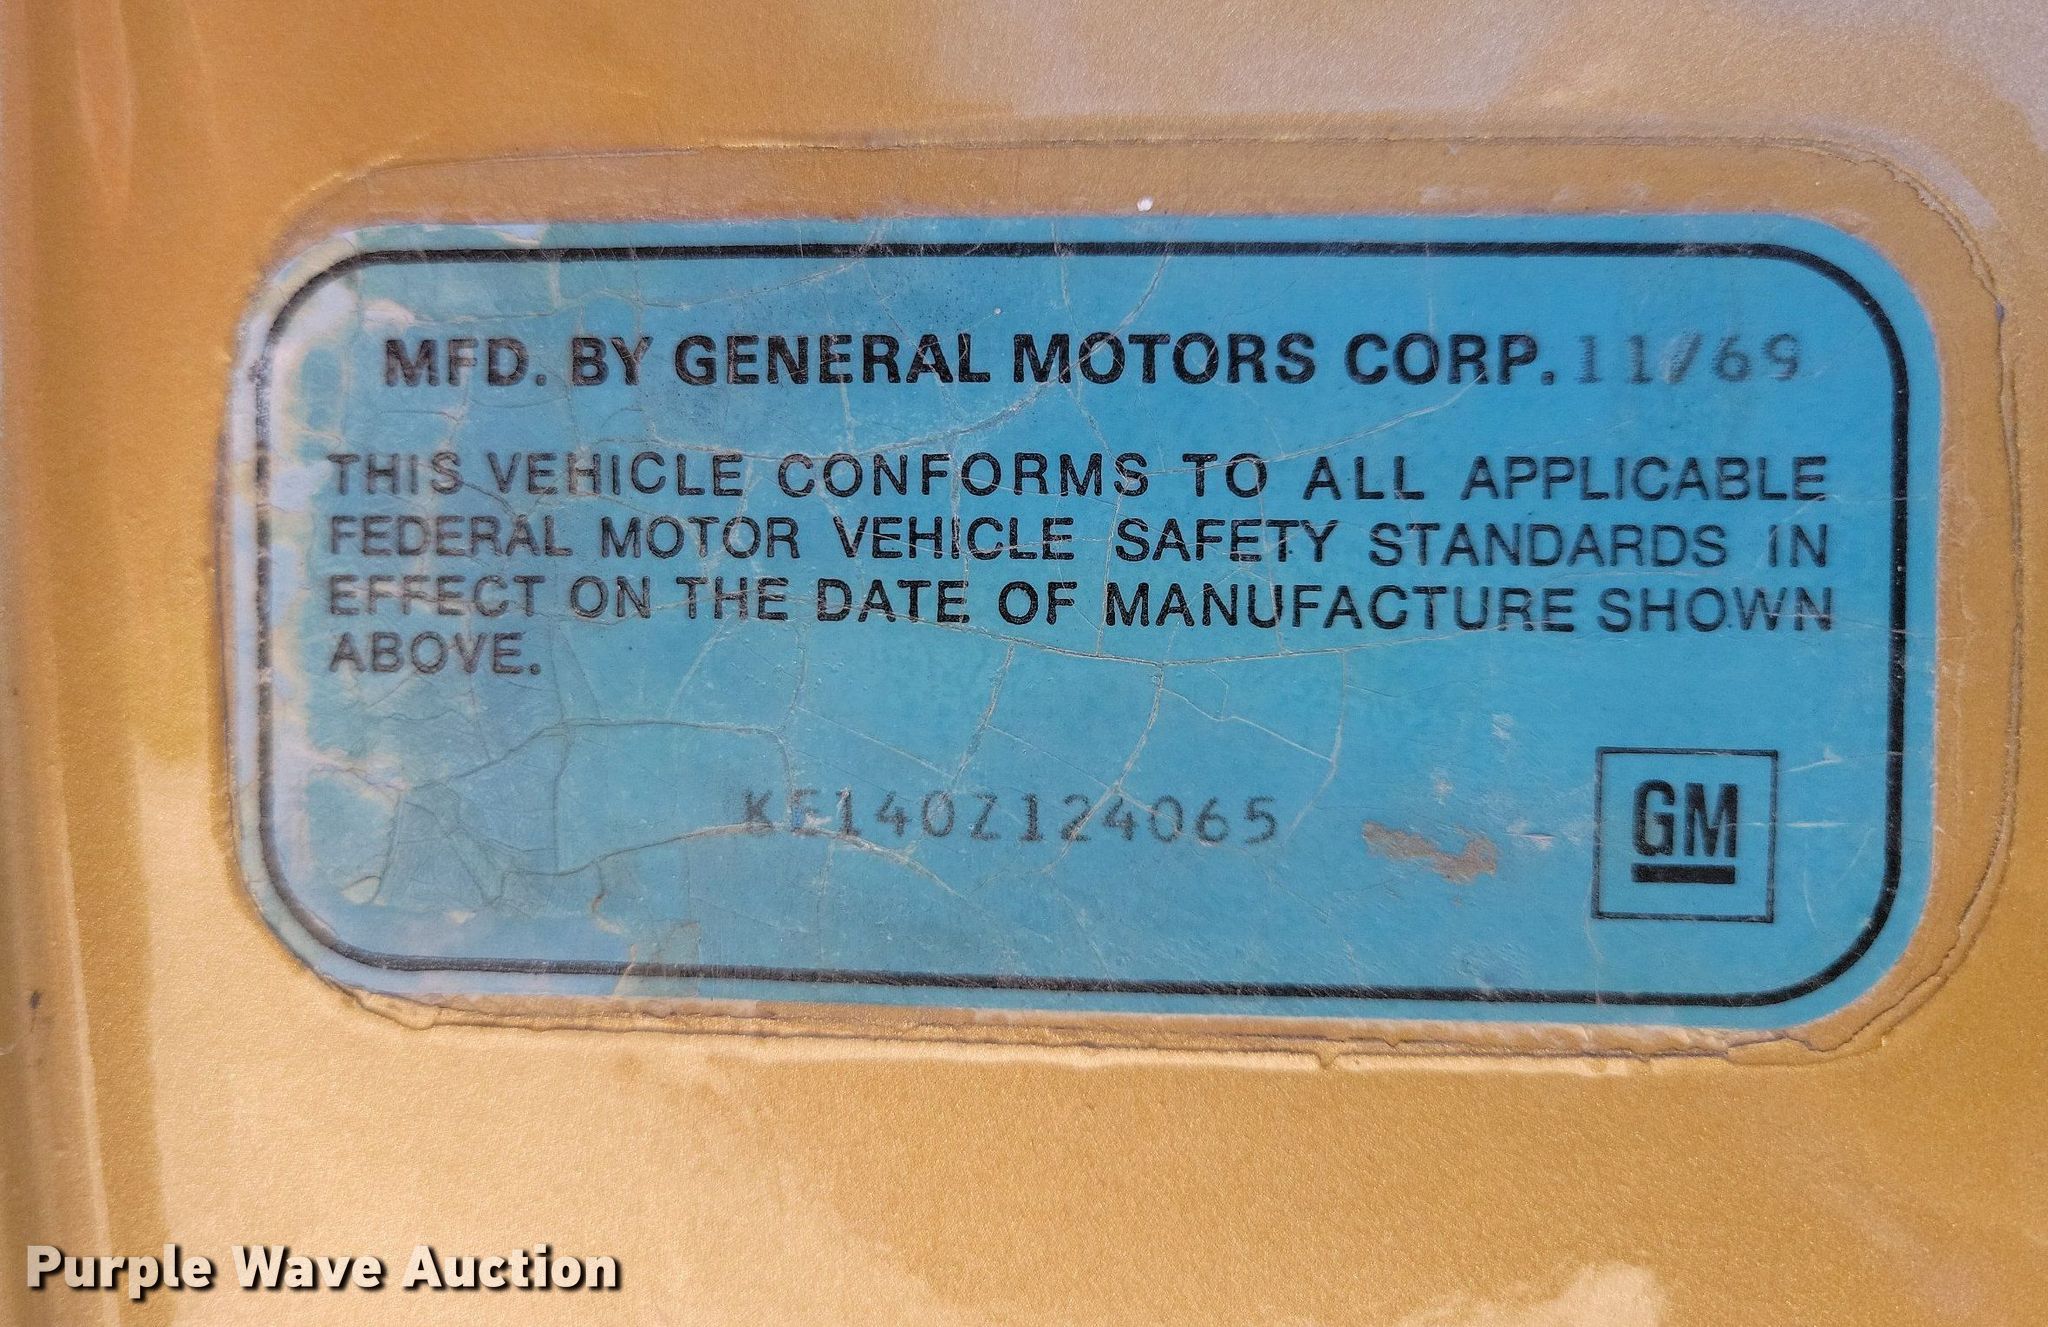 MFD. BY GENERAL MOTORS CORP. 11/69
THIS VEHICLE CONFORMS TO ALL APPLICABLE
FEDERAL MOTOR VEHICLE SAFETY STANDARDS IN
EFFECT ON THE DATE OF MANUFACTURE SHOWN
ABOVE.
KE140Z124065
GM
Purple Wave Auction